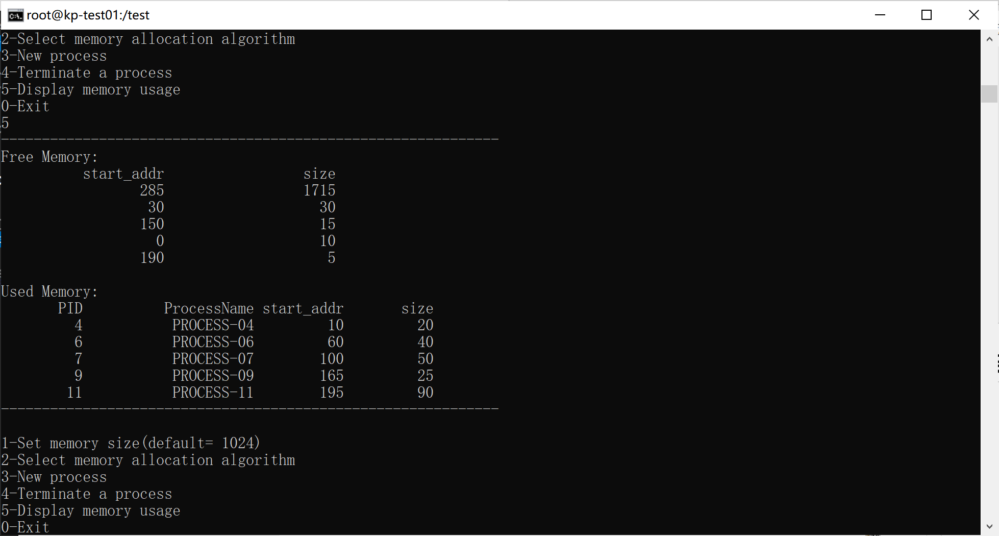 root@kp-test01:/test
2-Select memory allocation algorithm
3-New process
4-Terminate a process
5-Display memory usage
0-Exit
5
-------------------------------------------------------------
Free Memory:
start_addr size
285 1715
30 30
150 15
0 10
190 5
Used Memory:
PID ProcessName start_addr size
4 PROCESS-04 10 20
6 PROCESS-06 60 40
7 PROCESS-07 100 50
9 PROCESS-09 165 25
11 PROCESS-11 195 90
-------------------------------------------------------------
1-Set memory size(default= 1024)
2-Select memory allocation algorithm
3-New process
4-Terminate a process
5-Display memory usage
0-Exit